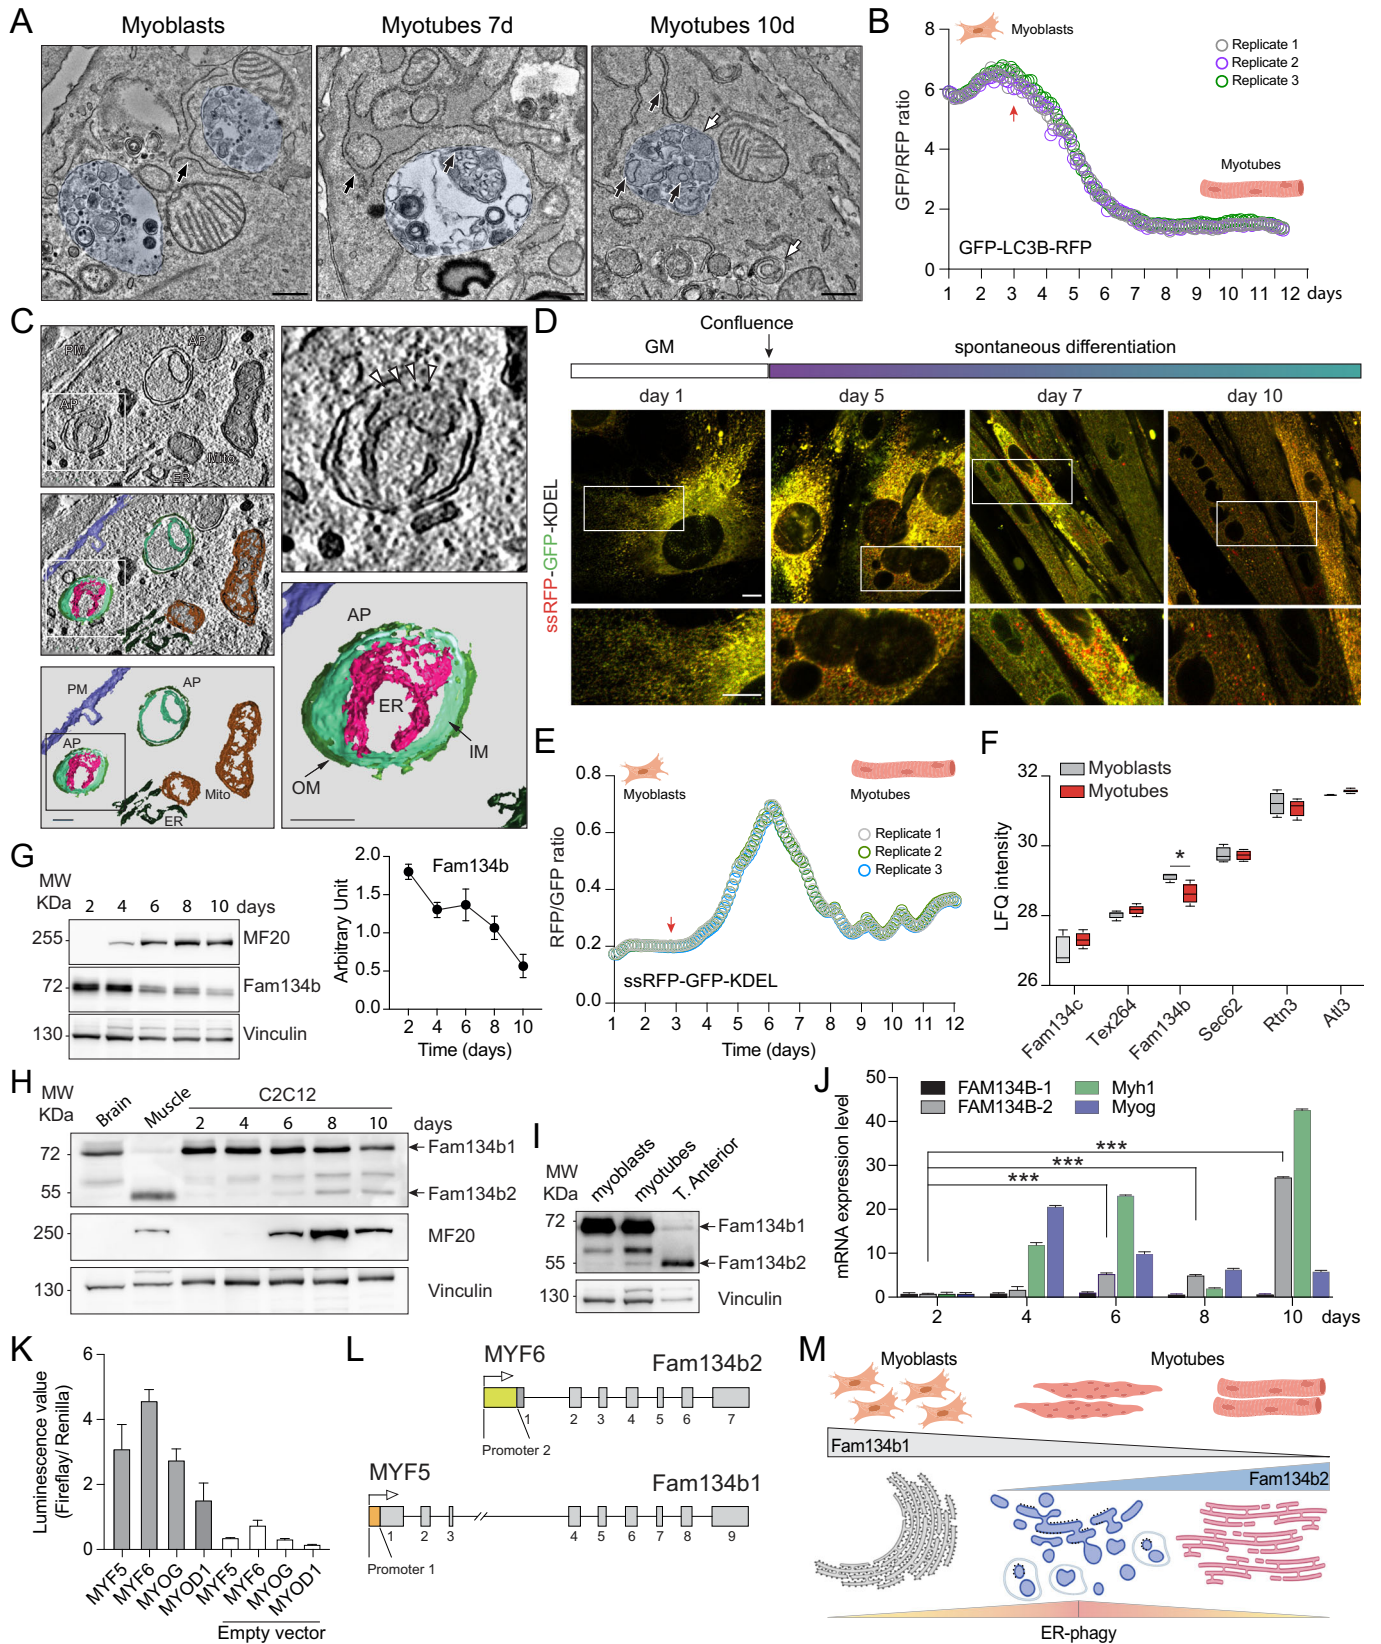 A
Myoblasts
Myotubes 7d
Myotubes 10d
B
GFP/RFP ratio
8
6
4
2
0
Myoblasts
Replicate 1
Replicate 2
Replicate 3
Myotubes
GFP-LC3B-RFP
1 2 3 4 5 6 7 8 9 10 11 12 days
C
PM
AP
AP
Mito
ER
PM
AP
AP
Mito
ER
AP
ER
IM
OM
D
Confluence
GM
spontaneous differentiation
day 1
day 5
day 7
day 10
ssRFP-GFP-KDEL
E
RFP/GFP ratio
0.8
0.6
0.4
0.2
0.0
Myoblasts
Myotubes
Replicate 1
Replicate 2
Replicate 3
ssRFP-GFP-KDEL
1 2 3 4 5 6 7 8 9 10 11 12
Time (days)
F
LFQ intensity
32
30
28
26
Myoblasts
Myotubes
*
Fam134c
Tex264
Fam134b
Sec62
Rtn3
Atl3
G
MW
KDa
2 4 6 8 10 days
255
MF20
72
Fam134b
130
Vinculin
Arbitrary Unit
2.0
1.5
1.0
0.5
0.0
Fam134b
2 4 6 8 10
Time (days)
H
MW
KDa
Brain
Muscle
C2C12
2 4 6 8 10 days
72
Fam134b1
55
Fam134b2
250
MF20
130
Vinculin
I
MW
KDa
myoblasts
myotubes
T. Anterior
72
Fam134b1
55
Fam134b2
130
Vinculin
J
mRNA expression level
50
40
30
20
10
0
FAM134B-1
FAM134B-2
Myh1
Myog
***
***
***
2 4 6 8 10 days
K
Luminescence value
(Fireflay/ Renilla)
6
4
2
0
MYF5
MYF6
MYOG
MYOD1
MYF5
MYF6
MYOG
MYOD1
Empty vector
L
MYF6
Fam134b2
1 2 3 4 5 6 7
Promoter 2
MYF5
Fam134b1
1 2 3 4 5 6 7 8 9
Promoter 1
M
Myoblasts
Myotubes
Fam134b1
Fam134b2
ER-phagy